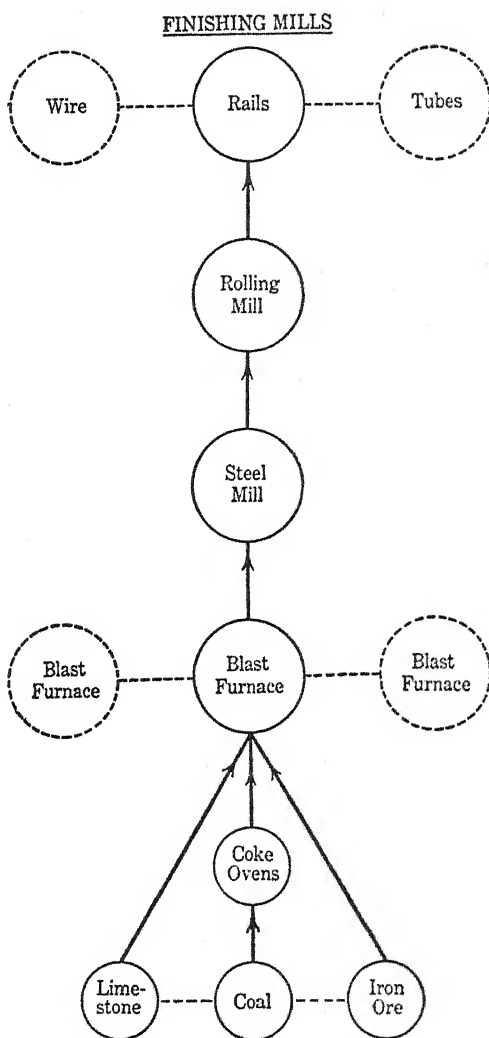 FINISHING MILLS
Wire
Rails
Tubes
Rolling
Mill
Steel
Mill
Blast
Furnace
Blast
Furnace
Blast
Furnace
Coke
Ovens
Lime-
stone
Coal
Iron
Ore